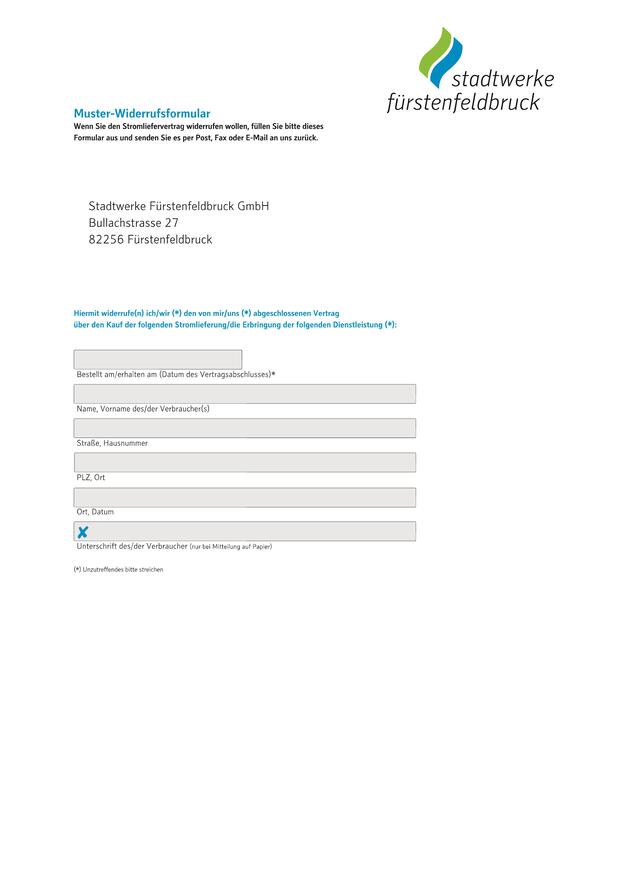 stadtwerke
fürstenfeldbruck
Muster-Widerrufsformular
Wenn Sie den Stromliefervertrag widerrufen wollen, füllen Sie bitte dieses
Formular aus und senden Sie es per Post, Fax oder E-Mail an uns zurück.
Stadtwerke Fürstenfeldbruck GmbH
Bullachstrasse 27
82256 Fürstenfeldbruck
Hiermit widerrufe(n) ich/wir (*) den von mir/uns (*) abgeschlossenen Vertrag
über den Kauf der folgenden Stromlieferung/die Erbringung der folgenden Dienstleistung (*):
Bestellt am/erhalten am (Datum des Vertragsabschlusses)*
Name, Vorname des/der Verbraucher(s)
Straße, Hausnummer
PLZ, Ort
Ort, Datum
✘
Unterschrift des/der Verbraucher (nur bei Mitteilung auf Papier)
(*) Unzutreffendes bitte streichen